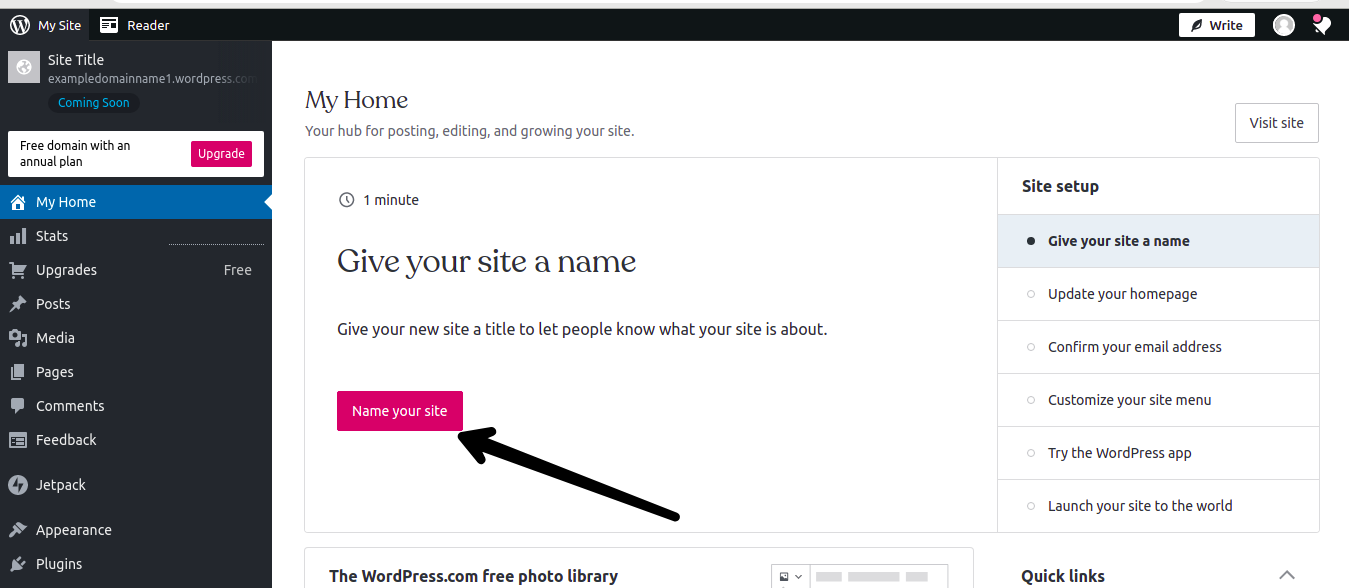 My Site
Reader
Write
Site Title
exampledomainname1.wordpress.com
Coming Soon
Free domain with an
annual plan
Upgrade
My Home
Stats
Upgrades Free
Posts
Media
Pages
Comments
Feedback
Jetpack
Appearance
Plugins
My Home
Your hub for posting, editing, and growing your site.
Visit site
1 minute
Give your site a name
Give your new site a title to let people know what your site is about.
Name your site
Site setup
Give your site a name
Update your homepage
Confirm your email address
Customize your site menu
Try the WordPress app
Launch your site to the world
The WordPress.com free photo library
Quick links